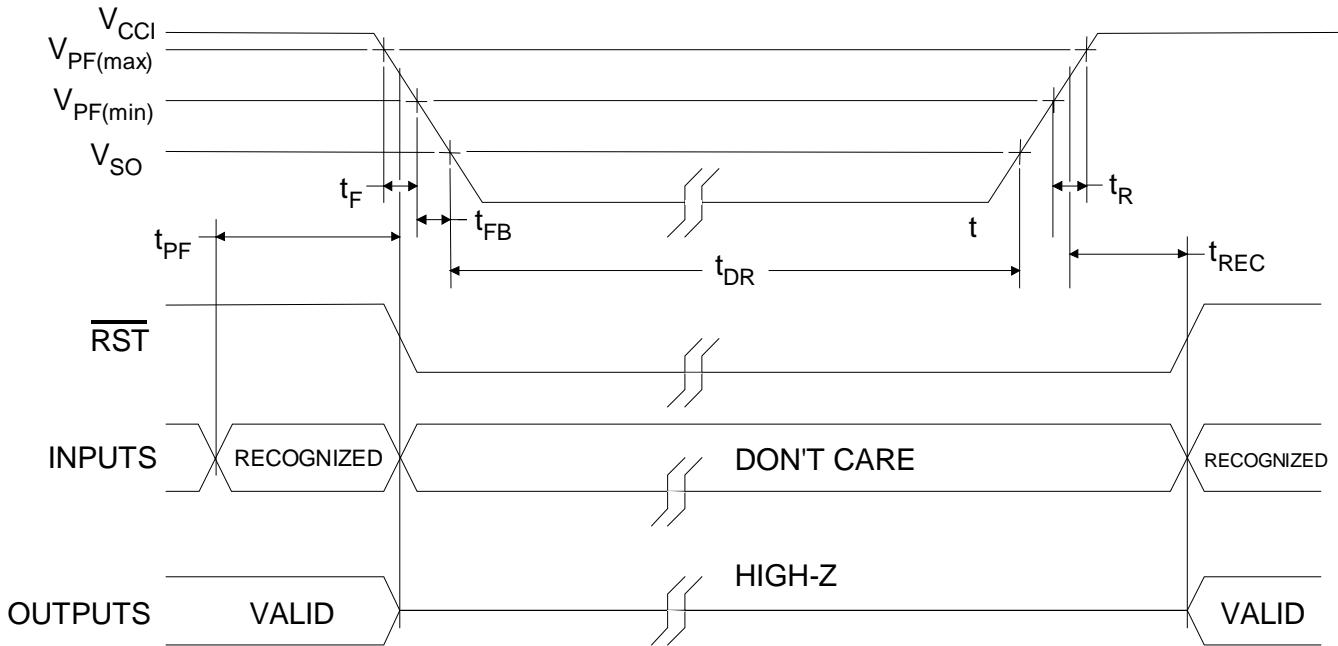 VCCI
VPF(max)
VPF(min)
VSO
tF
tR
tFB
t
tPF
tREC
tDR
RST
INPUTS
RECOGNIZED
DON'T CARE
RECOGNIZED
HIGH-Z
OUTPUTS
VALID
VALID